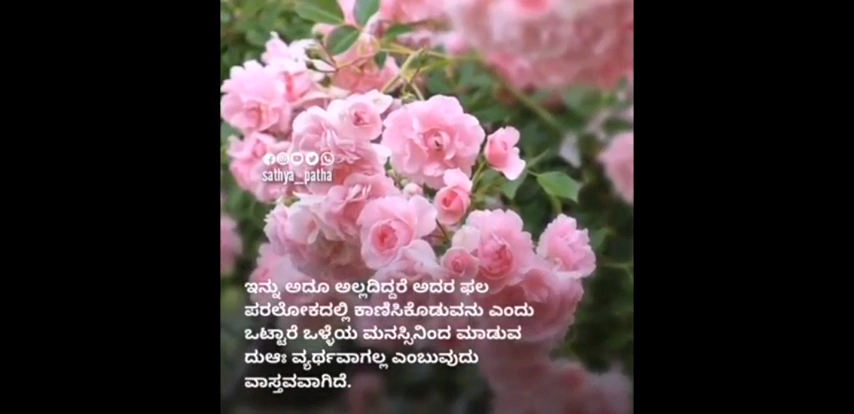 sathya_patha
ಇನ್ನು ಅದೂ ಅಲ್ಲದಿದ್ದರೆ ಅದರ ಫಲ
ಪರಲೋಕದಲ್ಲಿ ಕಾಣಿಸಿಕೊಡುವನು ಎಂದು
ಒಟ್ಟಾರೆ ಒಳ್ಳೆಯ ಮನಸ್ಸಿನಿಂದ ಮಾಡುವ
ದುಆಃ ವ್ಯರ್ಥವಾಗಲ್ಲ ಎಂಬುವುದು
ವಾಸ್ತವವಾಗಿದೆ.